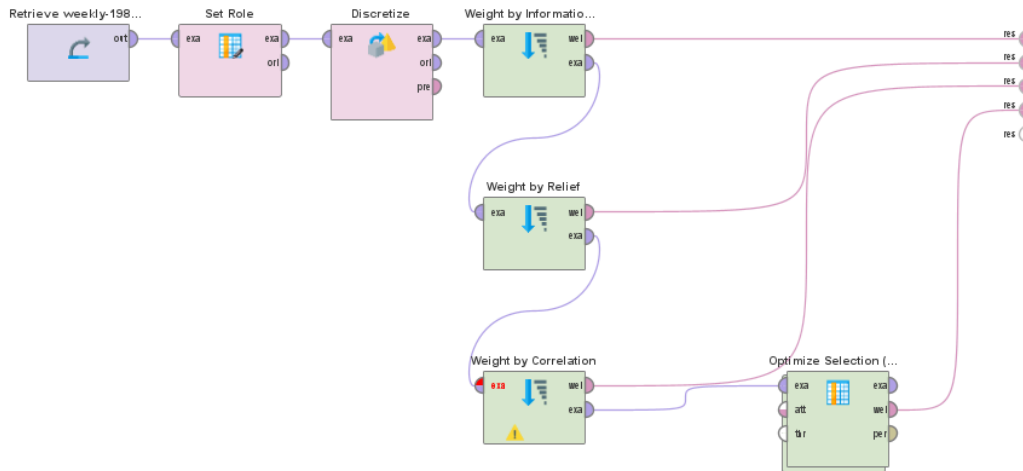 Retrieve weekly-198...
Set Role
Discretize
Weight by Informatio...
out
exa
exa
ori
exa
exa
ori
pre
exa
wei
exa
res
res
res
res
res
Weight by Relief
exa
wei
exa
Weight by Correlation
exa
wei
exa
Optimize Selection (...
exa
att
thr
exa
wei
per